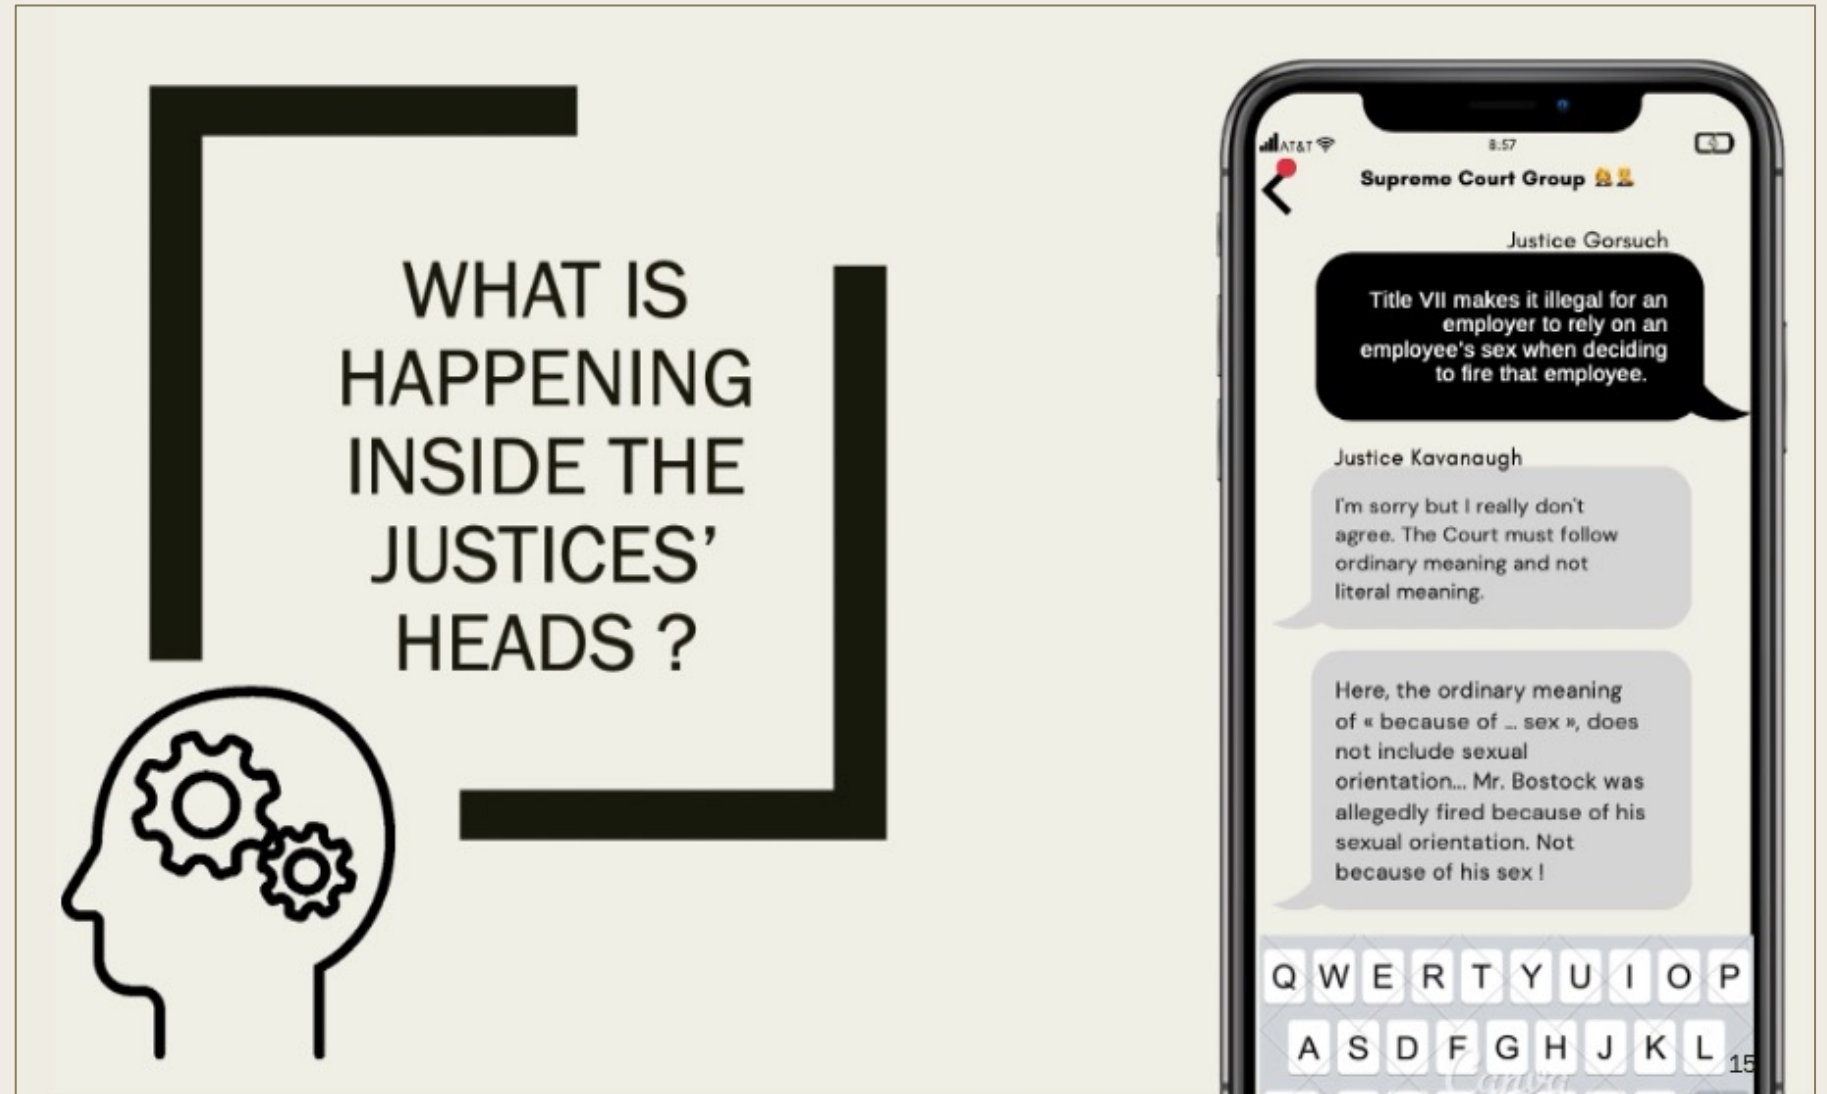 WHAT IS
HAPPENING
INSIDE THE
JUSTICES’
HEADS ?
AT&T
8:57
Supreme Court Group
Justice Gorsuch
Title VII makes it illegal for an
employer to rely on an
employee's sex when deciding
to fire that employee.
Justice Kavanaugh
I'm sorry but I really don't
agree. The Court must follow
ordinary meaning and not
literal meaning.
Here, the ordinary meaning
of « because of ... sex », does
not include sexual
orientation... Mr. Bostock was
allegedly fired because of his
sexual orientation. Not
because of his sex !
Q W E R T Y U I O P
A S D F G H J K L
15
Canva